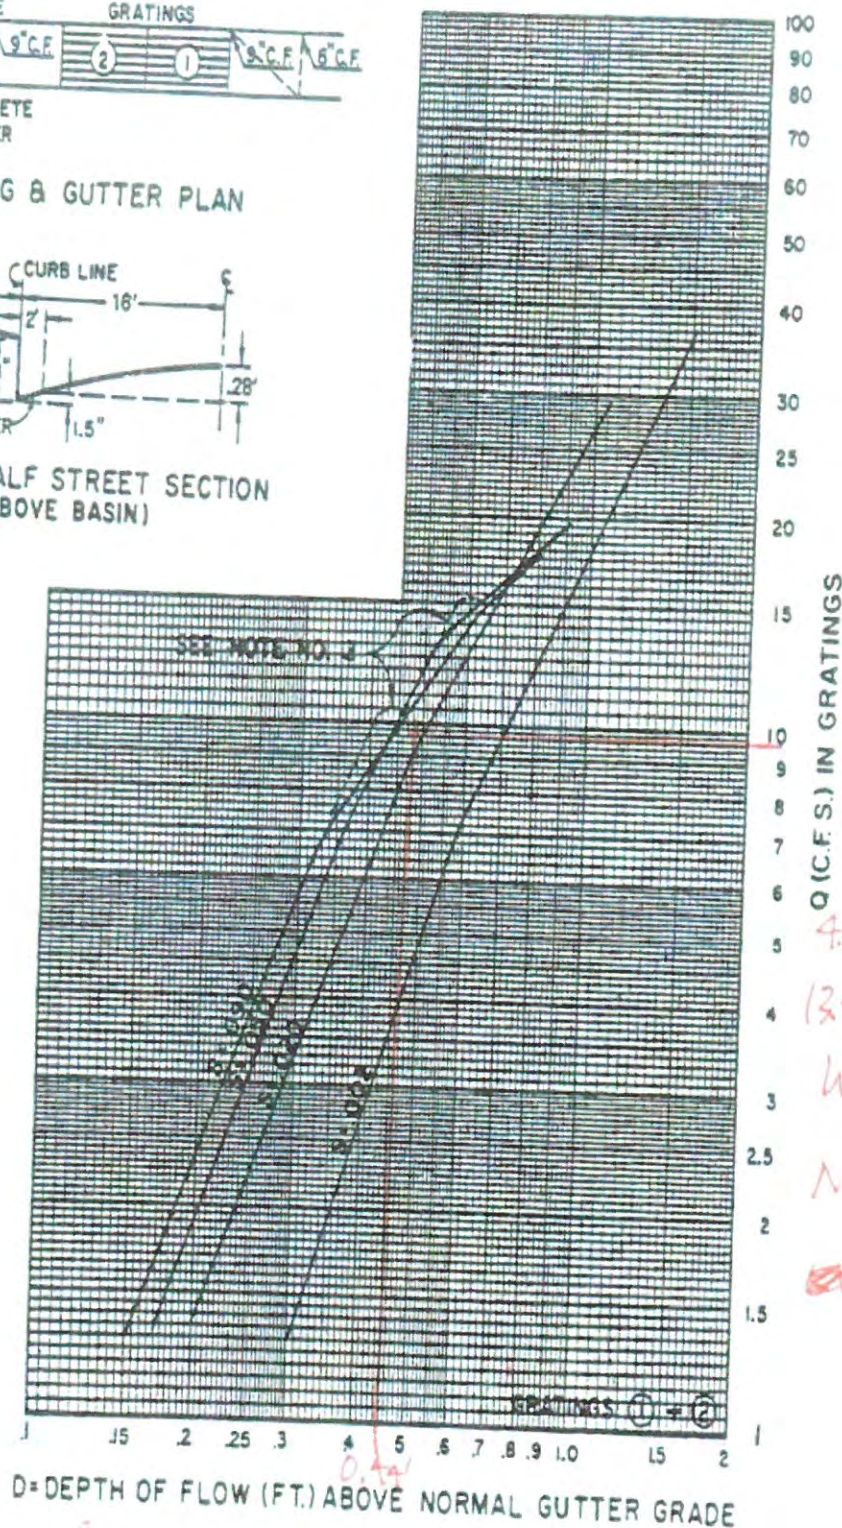 GRATINGS
9" C.F.
2
1
9" C.F.
6" C.F.
G & GUTTER PLAN
CURB LINE
16'
2'
.28'
1.5"
ALF STREET SECTION
(ABOVE BASIN)
100
90
80
70
60
50
40
30
25
20
15
10
9
8
7
6
5
4
3
2.5
2
1.5
1
Q (C.F.S.) IN GRATINGS
SEE NOTE NO.
S=.002
GRATINGS 1 + 2
.1 .15 .2 .25 .3 .4 .5 .6 .7 .8 .9 1.0 1.5 2
0.44'
D=DEPTH OF FLOW (FT.) ABOVE NORMAL GUTTER GRADE